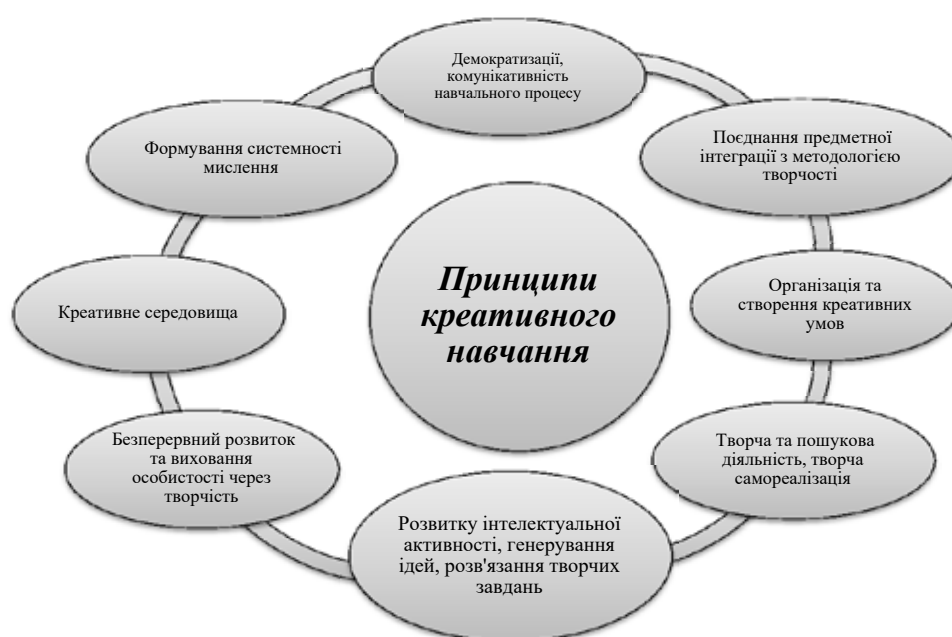 Демократизації,
комунікативність
навчального процесу
Поєднання предметної
інтеграції з методологією
творчості
Організація та
створення креативних
умов
Творча та пошукова
діяльність, творча
самореалізація
Розвитку інтелектуальної
активності, генерування
ідей, розв'язання творчих
завдань
Безперервний розвиток
та виховання
особистості через
творчість
Креативне середовища
Формування системності
мислення
Принципи
креативного
навчання